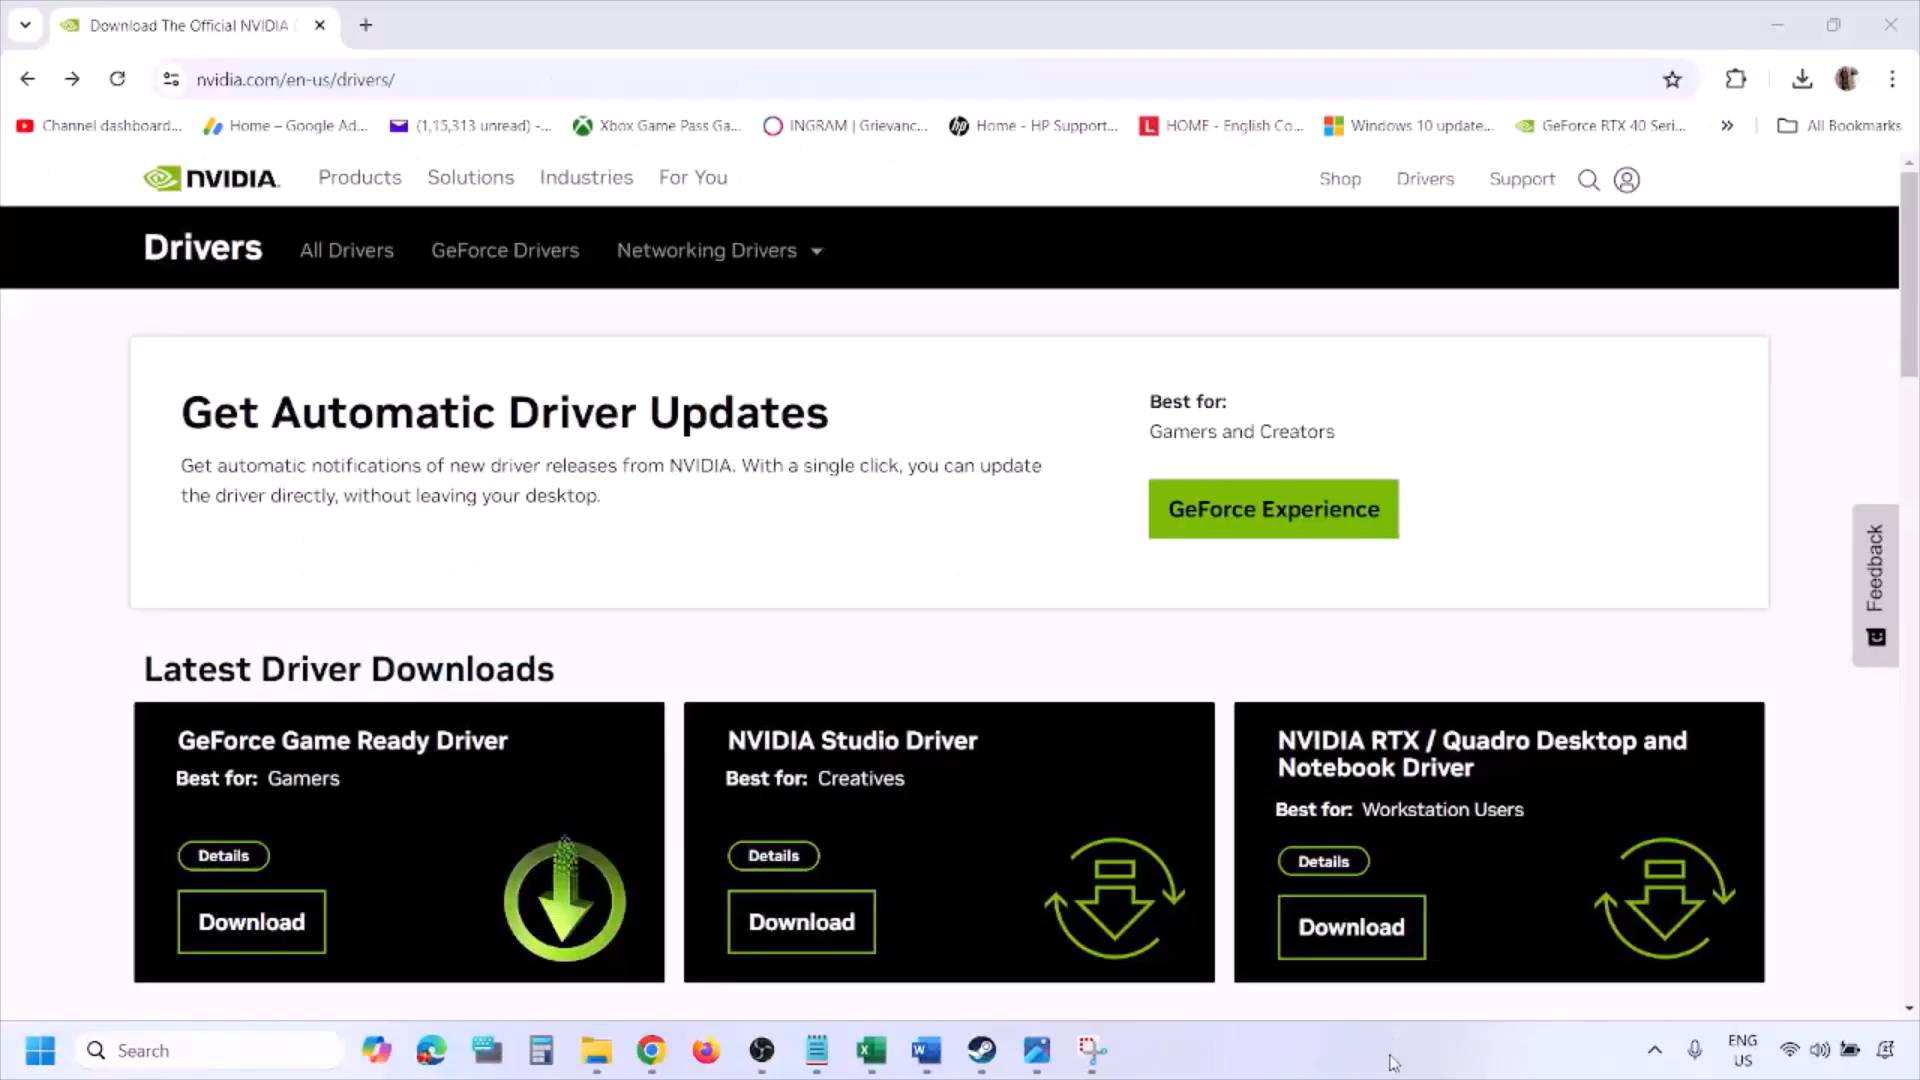 Download The Official NVIDIA
nvidia.com/en-us/drivers/
Channel dashboard...
Home – Google Ad...
(1,15,313 unread) -...
Xbox Game Pass Ga...
INGRAM | Grievanc...
Home - HP Support...
HOME - English Co...
Windows 10 update...
GeForce RTX 40 Seri...
All Bookmarks
NVIDIA.
Products
Solutions
Industries
For You
Shop
Drivers
Support
Drivers
All Drivers
GeForce Drivers
Networking Drivers
Get Automatic Driver Updates
Get automatic notifications of new driver releases from NVIDIA. With a single click, you can update
the driver directly, without leaving your desktop.
Best for:
Gamers and Creators
GeForce Experience
Feedback
Latest Driver Downloads
GeForce Game Ready Driver
Best for: Gamers
Details
Download
NVIDIA Studio Driver
Best for: Creatives
Details
Download
NVIDIA RTX / Quadro Desktop and
Notebook Driver
Best for: Workstation Users
Details
Download
Search
ENG
US